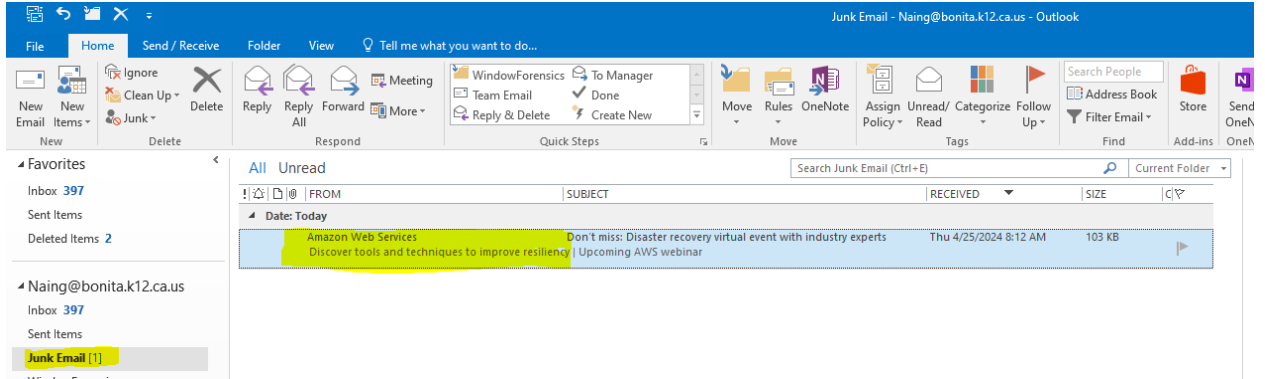 Junk Email - Naing@bonita.k12.ca.us - Outlook
File Home Send / Receive Folder View Tell me what you want to do...
Ignore
Clean Up
Junk
Delete
New Email
New Items
Reply
Reply All
Forward
Meeting
More
WindowForensics
Team Email
Reply & Delete
To Manager
Done
Create New
Move
Rules
OneNote
Assign Policy
Unread/ Read
Categorize
Follow Up
Search People
Address Book
Filter Email
Store
Send
OneN
New Delete Respond Quick Steps Move Tags Find Add-ins OneN
Favorites
Inbox 397
Sent Items
Deleted Items 2
Naing@bonita.k12.ca.us
Inbox 397
Sent Items
Junk Email [1]
All Unread
Search Junk Email (Ctrl+E) Current Folder
! FROM SUBJECT RECEIVED SIZE C
Date: Today
Amazon Web Services Don't miss: Disaster recovery virtual event with industry experts Thu 4/25/2024 8:12 AM 103 KB
Discover tools and techniques to improve resiliency | Upcoming AWS webinar